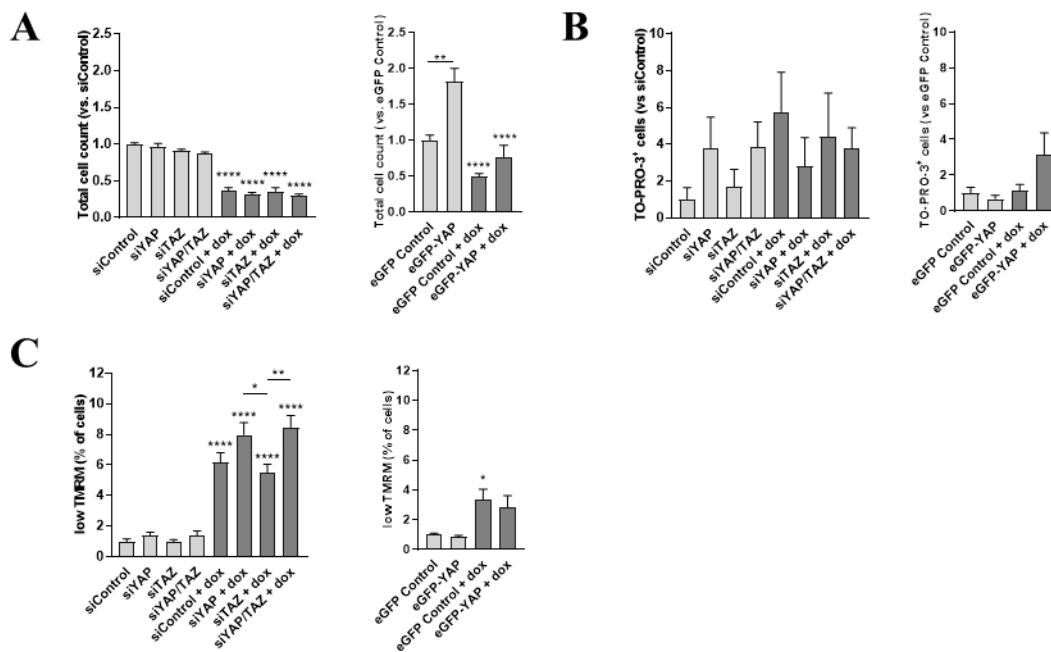 A
Total cell count (vs. siControl)
2.5
2.0
1.5
1.0
0.5
0.0
****
****
****
****
siControl
siYAP
siTAZ
siYAP/TAZ
siControl + dox
siYAP + dox
siTAZ + dox
siYAP/TAZ + dox
Total cell count (vs. eGFP Control)
2.5
2.0
1.5
1.0
0.5
0.0
**
****
****
eGFP Control
eGFP-YAP
eGFP Control + dox
eGFP-YAP + dox
B
TO-PRO-3+ cells (vs siControl)
10
8
6
4
2
0
siControl
siYAP
siTAZ
siYAP/TAZ
siControl + dox
siYAP + dox
siTAZ + dox
siYAP/TAZ + dox
TO-PRO-3+ cells (vs eGFP Control)
10
8
6
4
2
0
eGFP Control
eGFP-YAP
eGFP Control + dox
eGFP-YAP + dox
C
low TMRM (% of cells)
12
10
8
6
4
2
0
****
****
****
****
*
**
siControl
siYAP
siTAZ
siYAP/TAZ
siControl + dox
siYAP + dox
siTAZ + dox
siYAP/TAZ + dox
low TMRM (% of cells)
12
10
8
6
4
2
0
*
eGFP Control
eGFP-YAP
eGFP Control + dox
eGFP-YAP + dox